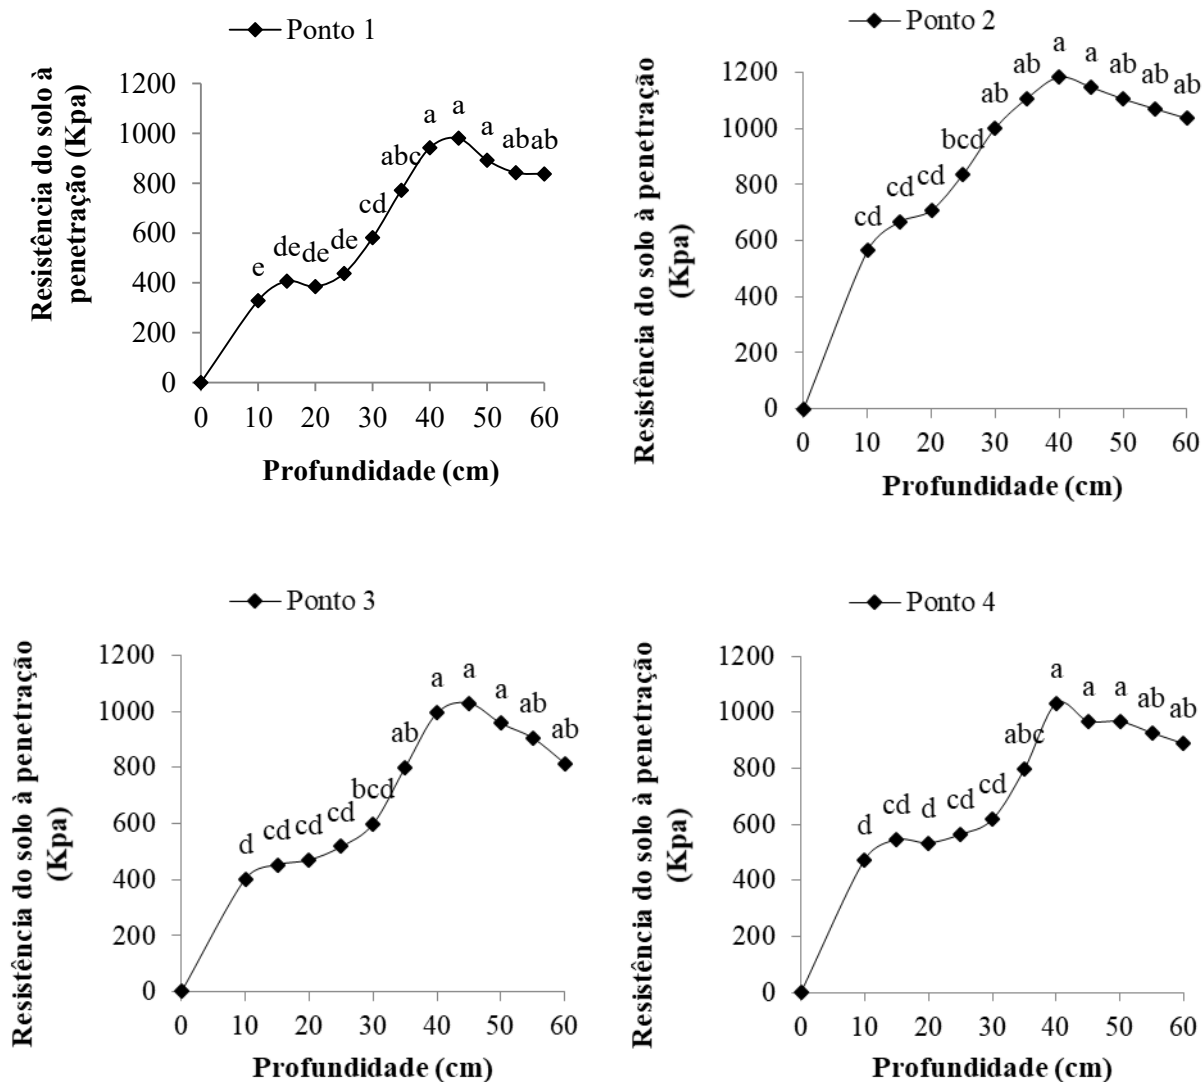 Ponto 1
Resistência do solo à
penetração (Kpa)
1200
1000
800
600
400
200
0
e
de
de
de
cd
abc
a
a
a
ab
ab
0 10 20 30 40 50 60
Profundidade (cm)
Ponto 2
Resistência do solo à penetração
(Kpa)
1200
1000
800
600
400
200
0
cd
cd
cd
bcd
ab
ab
a
a
ab
ab
ab
0 10 20 30 40 50 60
Profundidade (cm)
Ponto 3
Resistência do solo à penetração
(Kpa)
1200
1000
800
600
400
200
0
d
cd
cd
cd
bcd
ab
a
a
a
ab
ab
0 10 20 30 40 50 60
Profundidade (cm)
Ponto 4
Resistência do solo à penetração
(Kpa)
1200
1000
800
600
400
200
0
d
cd
d
cd
cd
abc
a
a
a
ab
ab
0 10 20 30 40 50 60
Profundidade (cm)